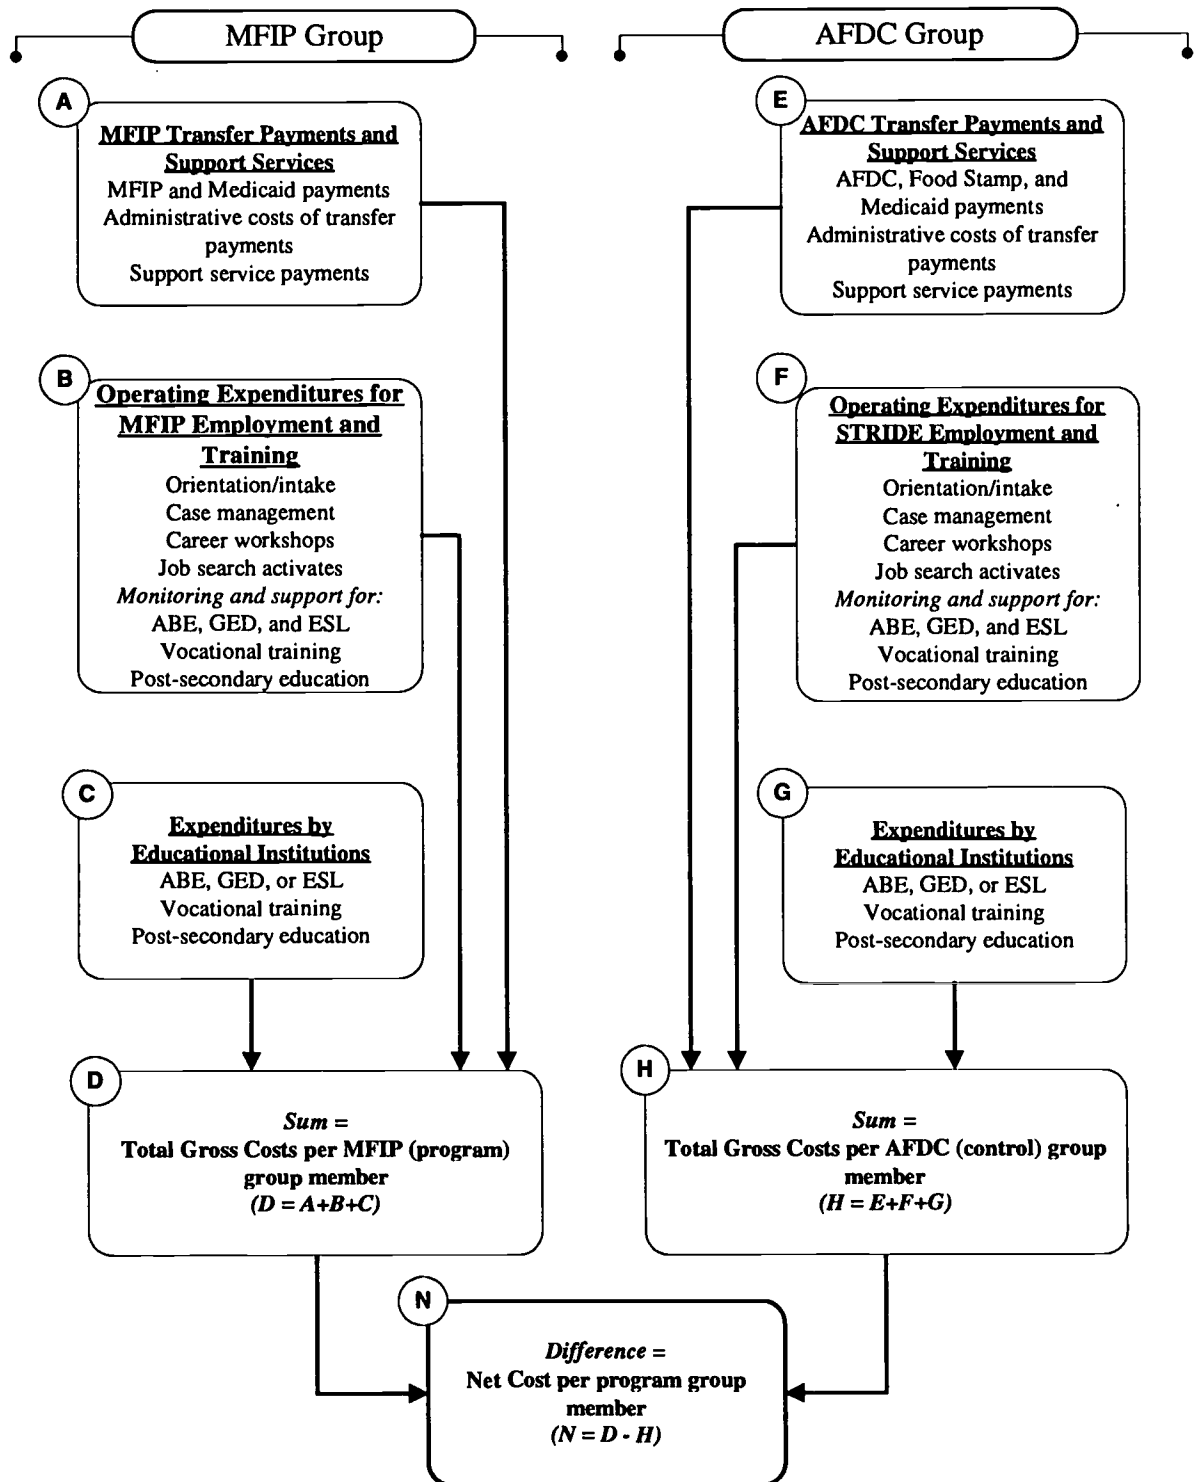 MFIP Group
A
MFIP Transfer Payments and
Support Services
MFIP and Medicaid payments
Administrative costs of transfer
payments
Support service payments
B
Operating Expenditures for
MFIP Employment and
Training
Orientation/intake
Case management
Career workshops
Job search activates
Monitoring and support for:
ABE, GED, and ESL
Vocational training
Post-secondary education
C
Expenditures by
Educational Institutions
ABE, GED, or ESL
Vocational training
Post-secondary education
D
Sum =
Total Gross Costs per MFIP (program)
group member
(D = A+B+C)
AFDC Group
E
AFDC Transfer Payments and
Support Services
AFDC, Food Stamp, and
Medicaid payments
Administrative costs of transfer
payments
Support service payments
F
Operating Expenditures for
STRIDE Employment and
Training
Orientation/intake
Case management
Career workshops
Job search activates
Monitoring and support for:
ABE, GED, and ESL
Vocational training
Post-secondary education
G
Expenditures by
Educational Institutions
ABE, GED, or ESL
Vocational training
Post-secondary education
H
Sum =
Total Gross Costs per AFDC (control) group
member
(H = E+F+G)
N
Difference =
Net Cost per program group
member
(N = D - H)